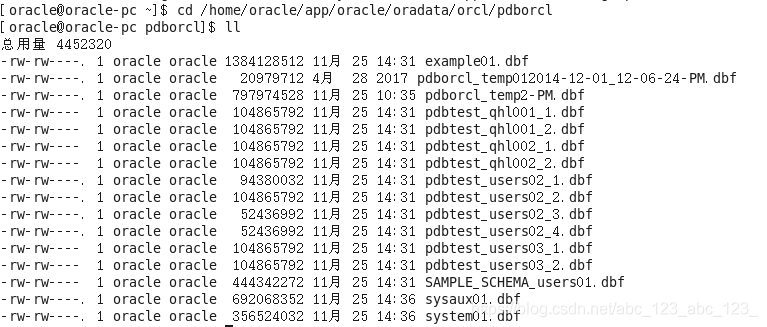 [oracle@oracle-pc ~]$ cd /home/oracle/app/oracle/oradata/orcl/pdborcl
[oracle@oracle-pc pdborcl]$ ll
总用量 4452320
-rw-rw----. 1 oracle oracle 1384128512 11月 25 14:31 example01.dbf
-rw-rw----. 1 oracle oracle 20979712 4月 28 2017 pdborcl_temp012014-12-01_12-06-24-PM.dbf
-rw-rw----. 1 oracle oracle 797974528 11月 25 10:35 pdborcl_temp2-PM.dbf
-rw-rw---- 1 oracle oracle 104865792 11月 25 14:31 pdbtest_qhl001_1.dbf
-rw-rw---- 1 oracle oracle 104865792 11月 25 14:31 pdbtest_qhl001_2.dbf
-rw-rw---- 1 oracle oracle 104865792 11月 25 14:31 pdbtest_qhl002_1.dbf
-rw-rw---- 1 oracle oracle 104865792 11月 25 14:31 pdbtest_qhl002_2.dbf
-rw-rw----. 1 oracle oracle 94380032 11月 25 14:31 pdbtest_users02_1.dbf
-rw-rw----. 1 oracle oracle 104865792 11月 25 14:31 pdbtest_users02_2.dbf
-rw-rw----. 1 oracle oracle 52436992 11月 25 14:31 pdbtest_users02_3.dbf
-rw-rw----. 1 oracle oracle 52436992 11月 25 14:31 pdbtest_users02_4.dbf
-rw-rw---- 1 oracle oracle 104865792 11月 25 14:31 pdbtest_users03_1.dbf
-rw-rw---- 1 oracle oracle 104865792 11月 25 14:31 pdbtest_users03_2.dbf
-rw-rw----. 1 oracle oracle 444342272 11月 25 14:31 SAMPLE_SCHEMA_users01.dbf
-rw-rw----. 1 oracle oracle 692068352 11月 25 14:36 sysaux01.dbf
-rw-rw----. 1 oracle oracle 356524032 11月 25 14:36 system01.dbf
https://blog.csdn.net/abc_123_abc_123_